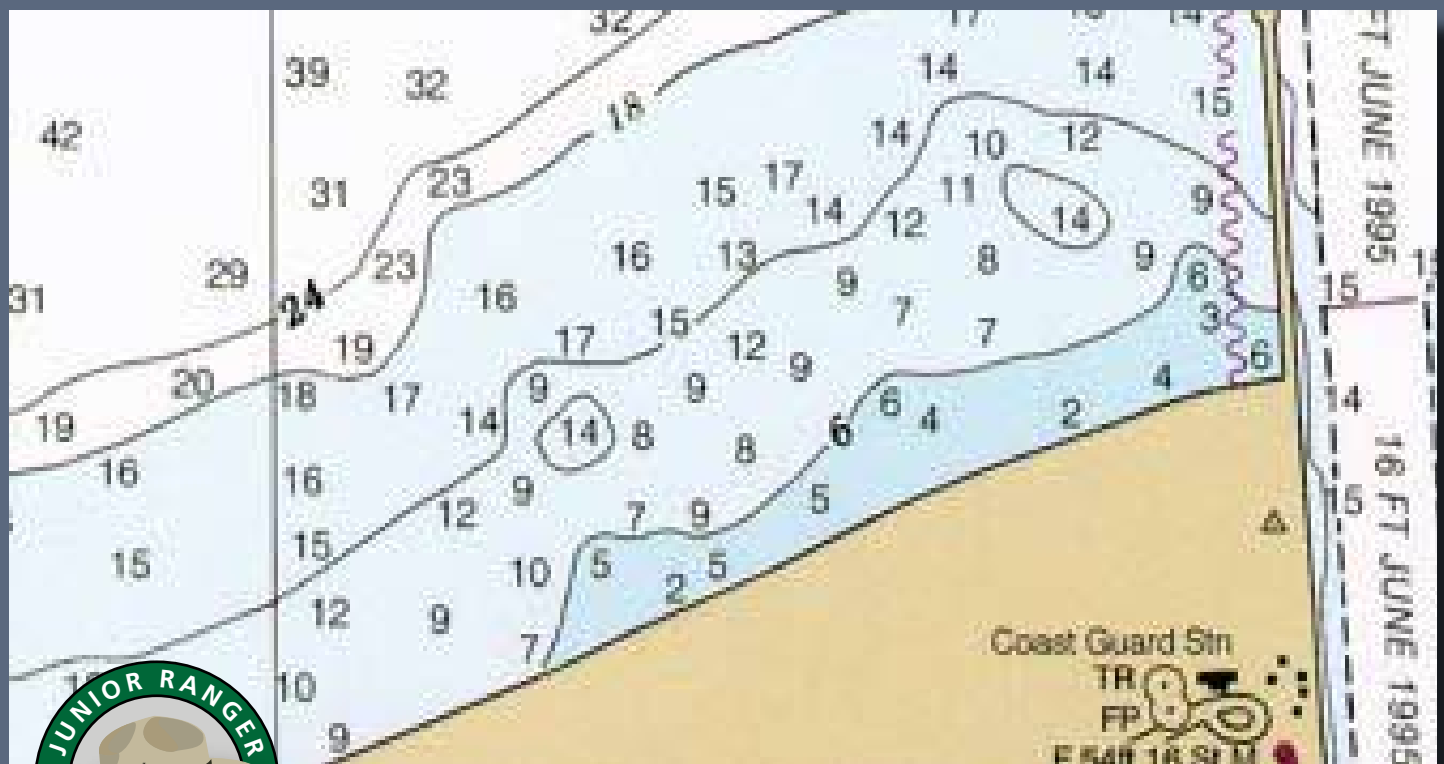 32 17 14
39 32 14 14
42 18 14 15
10 12
31 23 15 17 14 12 11 14 9
29 23 16 13 8 9
31 24 16 9 7 6
19 17 15 12 7 3 15
20 18 17 9 9 9 4 6
19 14 14 8 6 4 2 14
16 16 9 8 6
12 7 9 5
15 15 10 5 2 5
12 9 7
10
9
FT JUNE 1995
16 FT JUNE 1995
Coast Guard Stn
TR
FP
JUNIOR RANGER